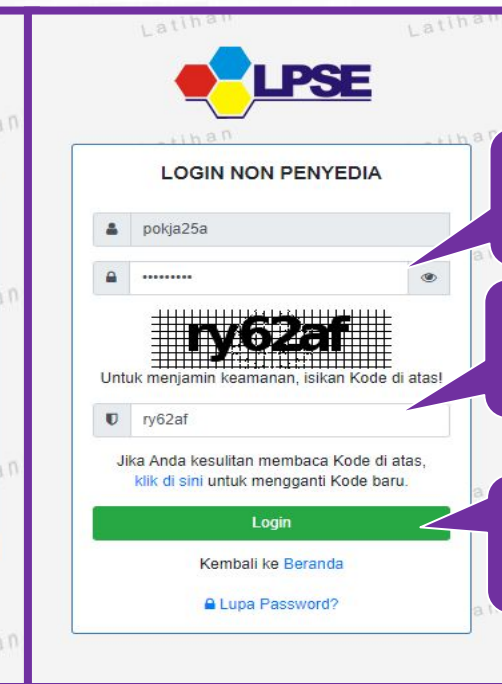 Latihan
Latihan
LPSE
LOGIN NON PENYEDIA
pokja25a
•••••••••
ry62af
Untuk menjamin keamanan, isikan Kode di atas!
ry62af
Jika Anda kesulitan membaca Kode di atas,
klik di sini untuk mengganti Kode baru.
Login
Kembali ke Beranda
Lupa Password?